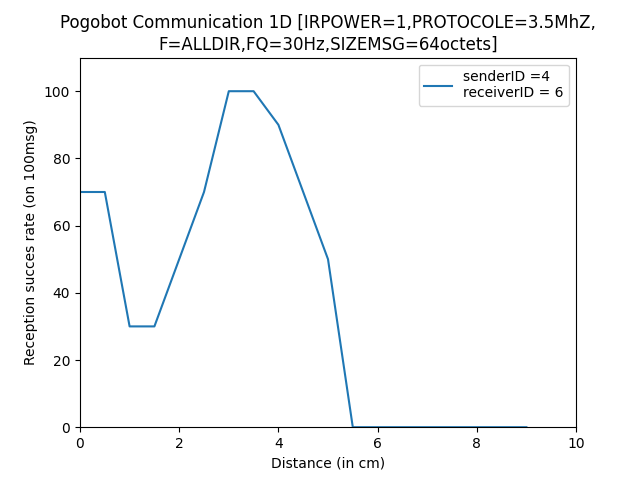 Pogobot Communication 1D [IRPOWER=1,PROTOCOLE=3.5MhZ,
F=ALLDIR,FQ=30Hz,SIZEMSG=64octets]
senderID =4
receiverID = 6
Reception succes rate (on 100msg)
100
80
60
40
20
0
0 2 4 6 8 10
Distance (in cm)